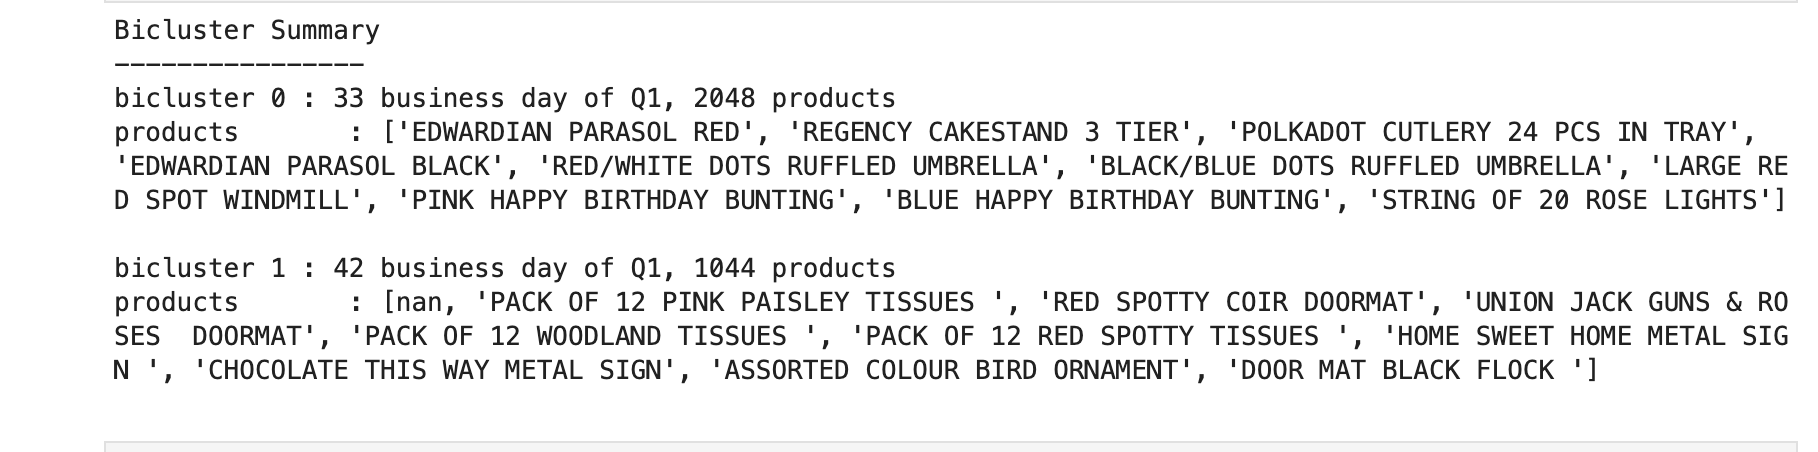 Bicluster Summary
----------------
bicluster 0 : 33 business day of Q1, 2048 products
products       : ['EDWARDIAN PARASOL RED', 'REGENCY CAKESTAND 3 TIER', 'POLKADOT CUTLERY 24 PCS IN TRAY',
'EDWARDIAN PARASOL BLACK', 'RED/WHITE DOTS RUFFLED UMBRELLA', 'BLACK/BLUE DOTS RUFFLED UMBRELLA', 'LARGE RE
D SPOT WINDMILL', 'PINK HAPPY BIRTHDAY BUNTING', 'BLUE HAPPY BIRTHDAY BUNTING', 'STRING OF 20 ROSE LIGHTS']
bicluster 1 : 42 business day of Q1, 1044 products
products       : [nan, 'PACK OF 12 PINK PAISLEY TISSUES ', 'RED SPOTTY COIR DOORMAT', 'UNION JACK GUNS & RO
SES  DOORMAT', 'PACK OF 12 WOODLAND TISSUES ', 'PACK OF 12 RED SPOTTY TISSUES ', 'HOME SWEET HOME METAL SIG
N ', 'CHOCOLATE THIS WAY METAL SIGN', 'ASSORTED COLOUR BIRD ORNAMENT', 'DOOR MAT BLACK FLOCK ']